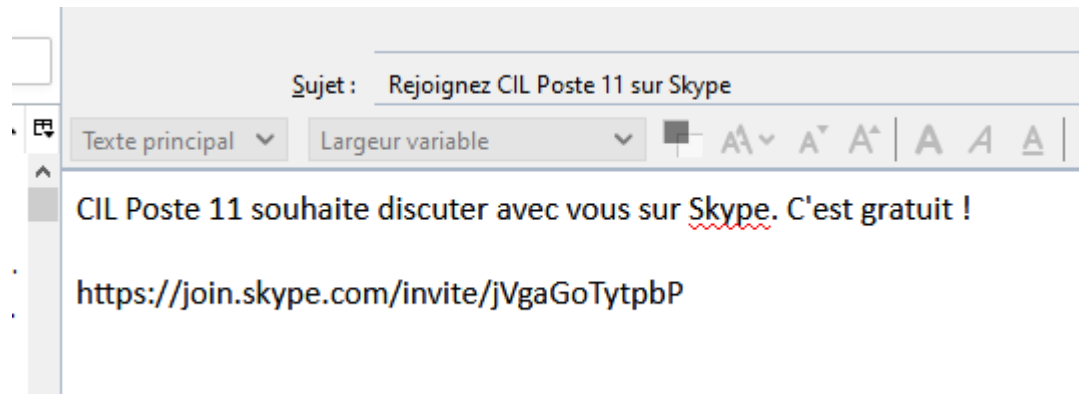 Sujet : Rejoignez CIL Poste 11 sur Skype
Texte principal Largeur variable A A A A A A
CIL Poste 11 souhaite discuter avec vous sur Skype. C'est gratuit !
https://join.skype.com/invite/jVgaGoTytpbP